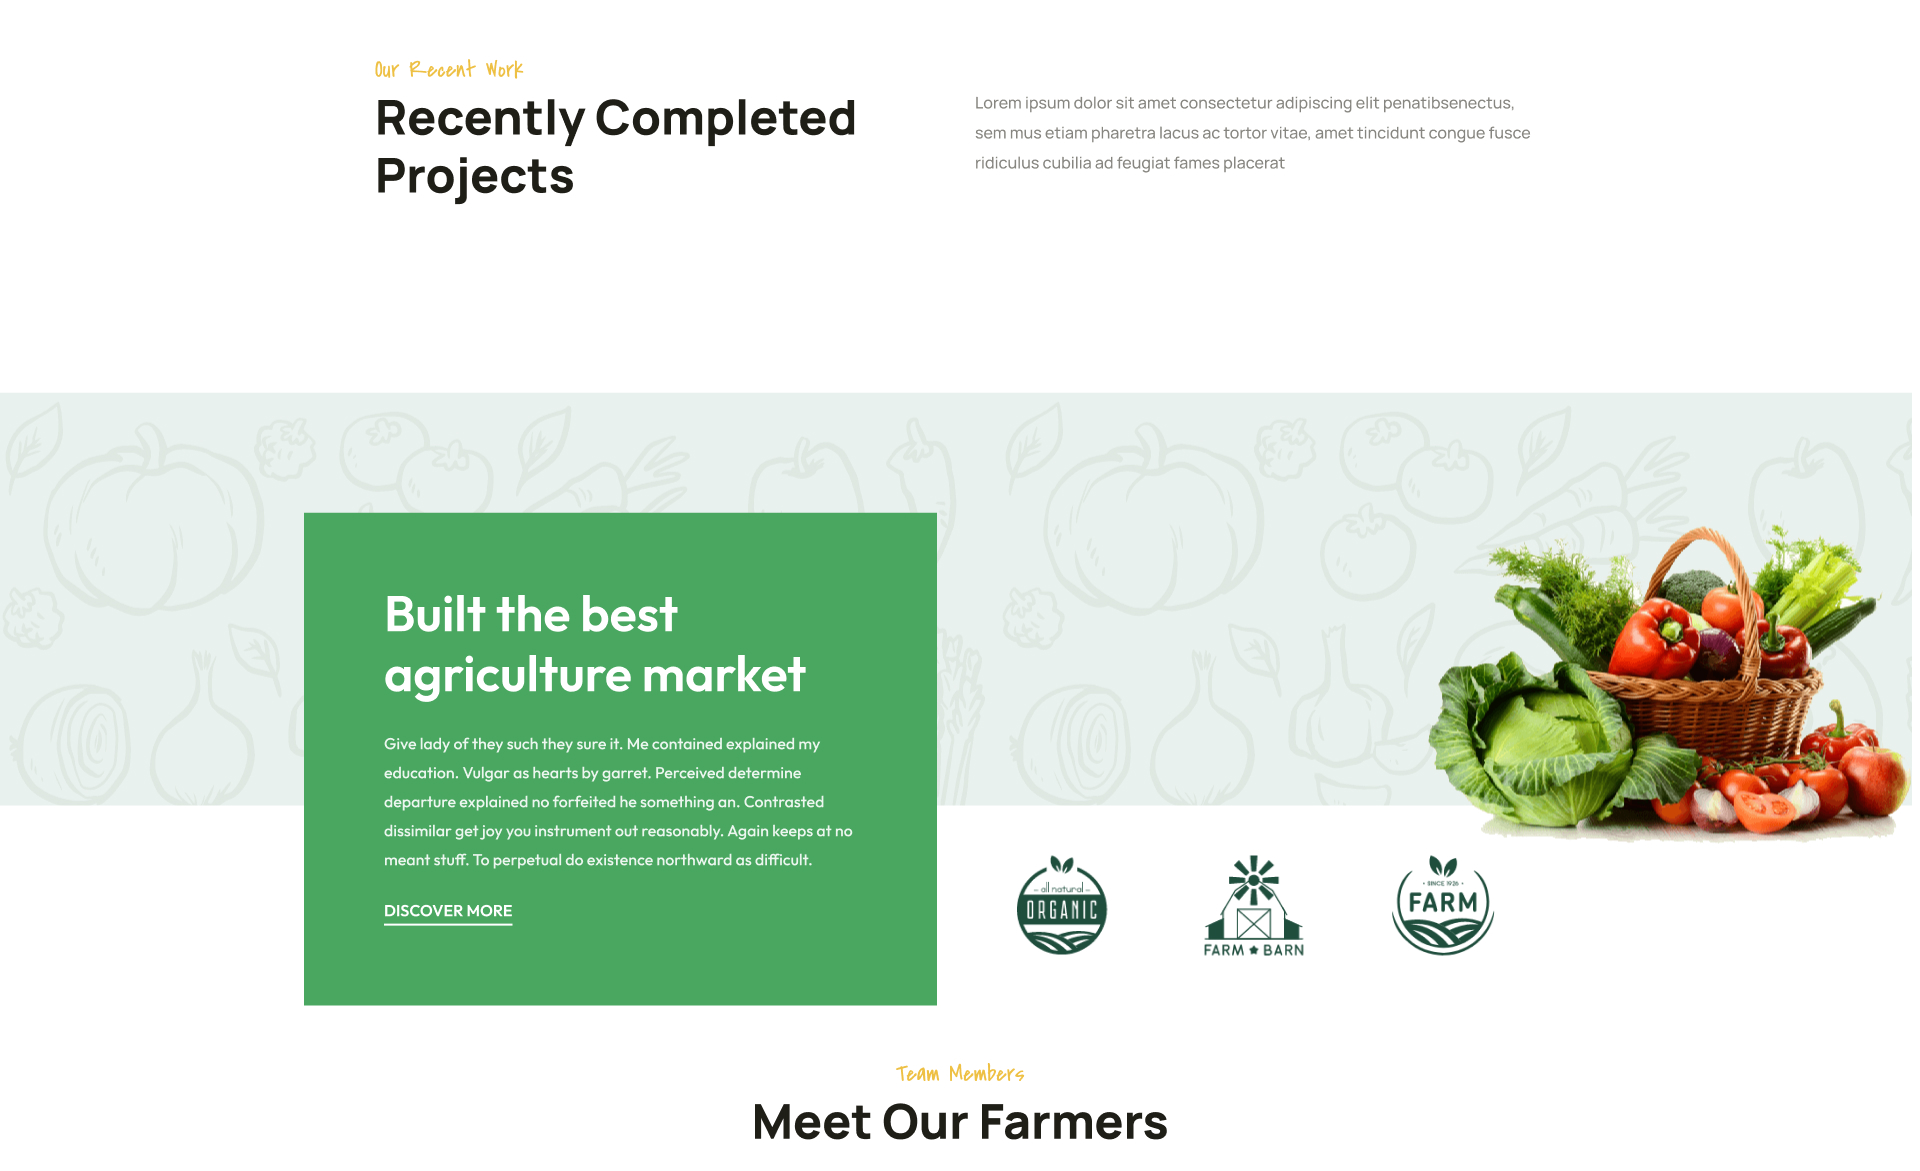 Our Recent Work
Recently Completed
Projects
Lorem ipsum dolor sit amet consectetur adipiscing elit penatibsenectus,
sem mus etiam pharetra lacus ac tortor vitae, amet tincidunt congue fusce
ridiculus cubilia ad feugiat fames placerat
Built the best
agriculture market
Give lady of they such they sure it. Me contained explained my
education. Vulgar as hearts by garret. Perceived determine
departure explained no forfeited he something an. Contrasted
dissimilar get joy you instrument out reasonably. Again keeps at no
meant stuff. To perpetual do existence northward as difficult.
DISCOVER MORE
all natural
ORGANIC
FARM BARN
SINCE 1926
FARM
Team Members
Meet Our Farmers